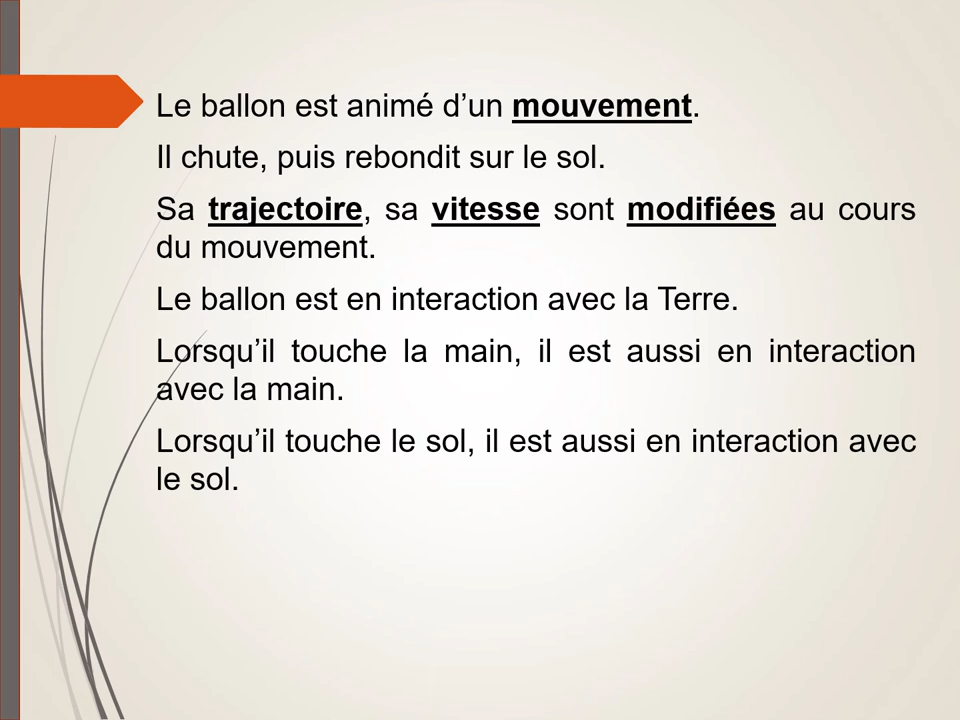 Le ballon est animé d’un mouvement.
Il chute, puis rebondit sur le sol.
Sa trajectoire, sa vitesse sont modifiées au cours
du mouvement.
Le ballon est en interaction avec la Terre.
Lorsqu’il touche la main, il est aussi en interaction
avec la main.
Lorsqu’il touche le sol, il est aussi en interaction avec
le sol.